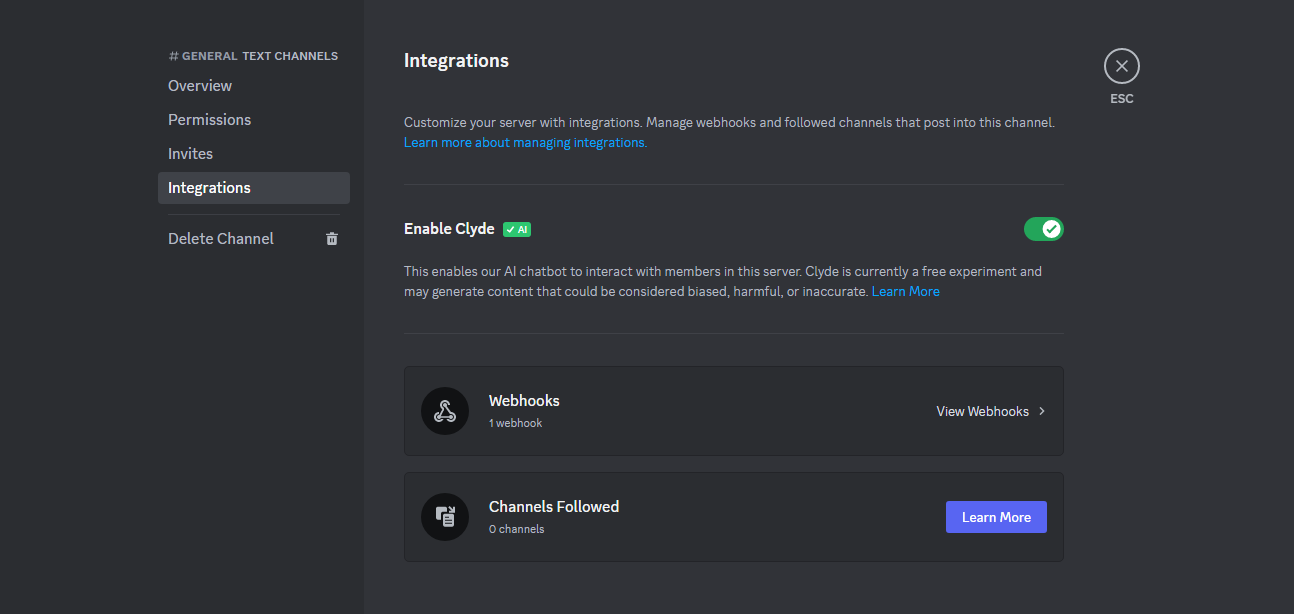 # GENERAL TEXT CHANNELS
Overview
Permissions
Invites
Integrations
Delete Channel
Integrations
ESC
Customize your server with integrations. Manage webhooks and followed channels that post into this channel.
Learn more about managing integrations.
Enable Clyde ✓ AI
This enables our AI chatbot to interact with members in this server. Clyde is currently a free experiment and
may generate content that could be considered biased, harmful, or inaccurate. Learn More
Webhooks
1 webhook
View Webhooks
Channels Followed
0 channels
Learn More